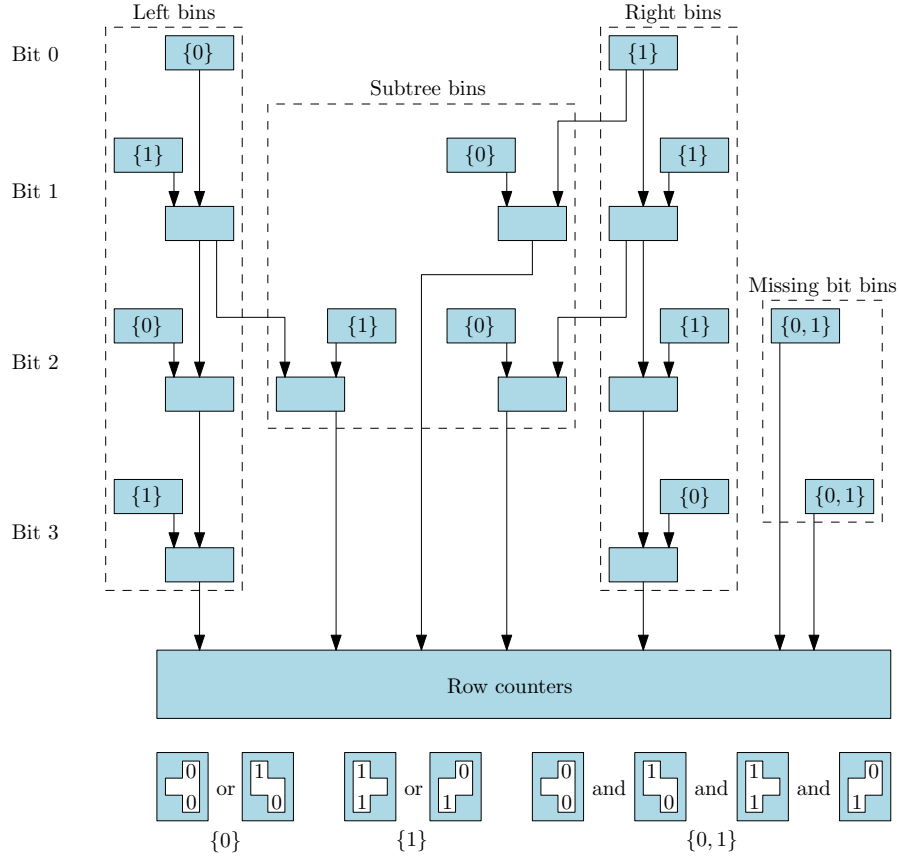 Left bins
Right bins
Bit 0
{0}
{1}
Subtree bins
{1}
{0}
{1}
Bit 1
Missing bit bins
{0}
{1}
{0}
{1}
{0, 1}
Bit 2
{1}
{0}
{0, 1}
Bit 3
Row counters
0 0 or 1 0
1 1 or 0 1
0 0 and 1 0 and 1 1 and 0 1
{0}
{1}
{0, 1}